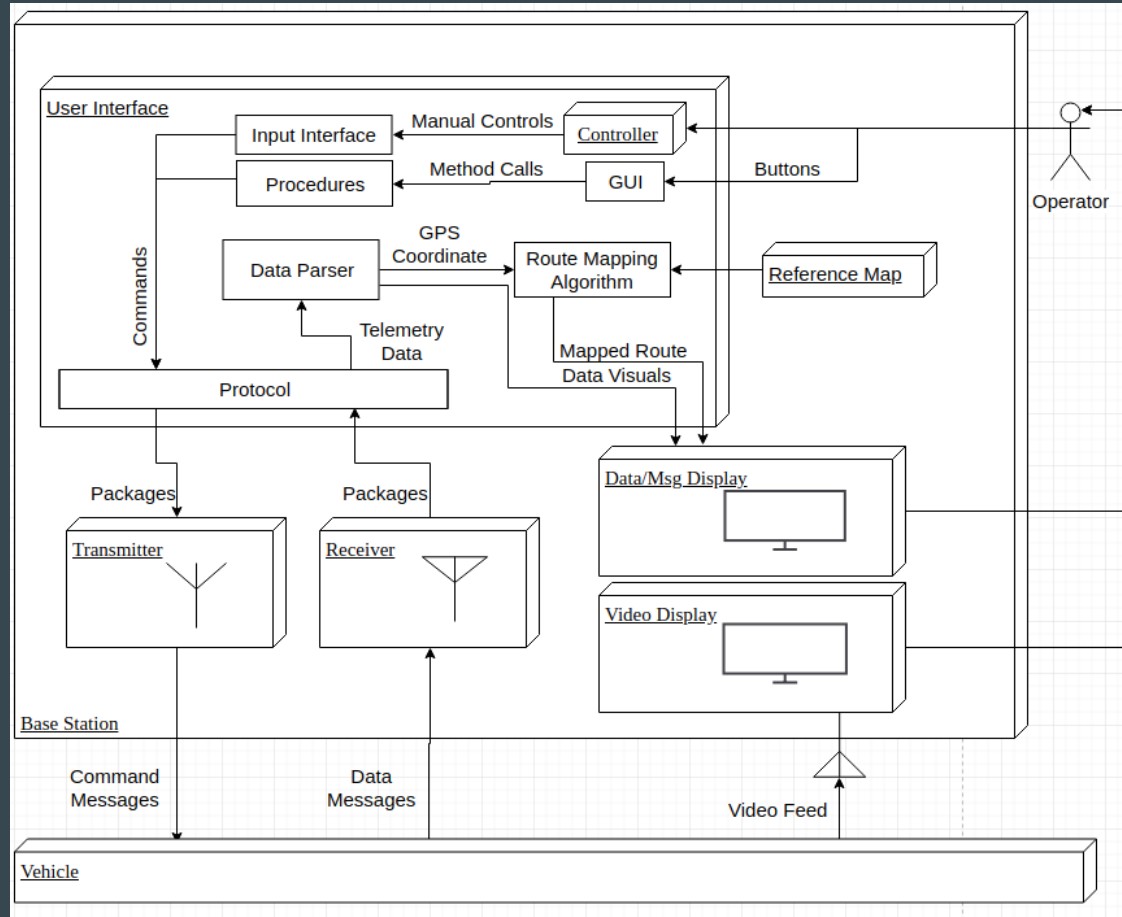 User Interface
Input Interface
Manual Controls
Controller
Procedures
Method Calls
GUI
Buttons
Operator
GPS
Coordinate
Data Parser
Route Mapping
Algorithm
Reference Map
Commands
Telemetry
Data
Mapped Route
Data Visuals
Protocol
Packages
Packages
Data/Msg Display
Transmitter
Receiver
Video Display
Base Station
Command
Messages
Data
Messages
Video Feed
Vehicle